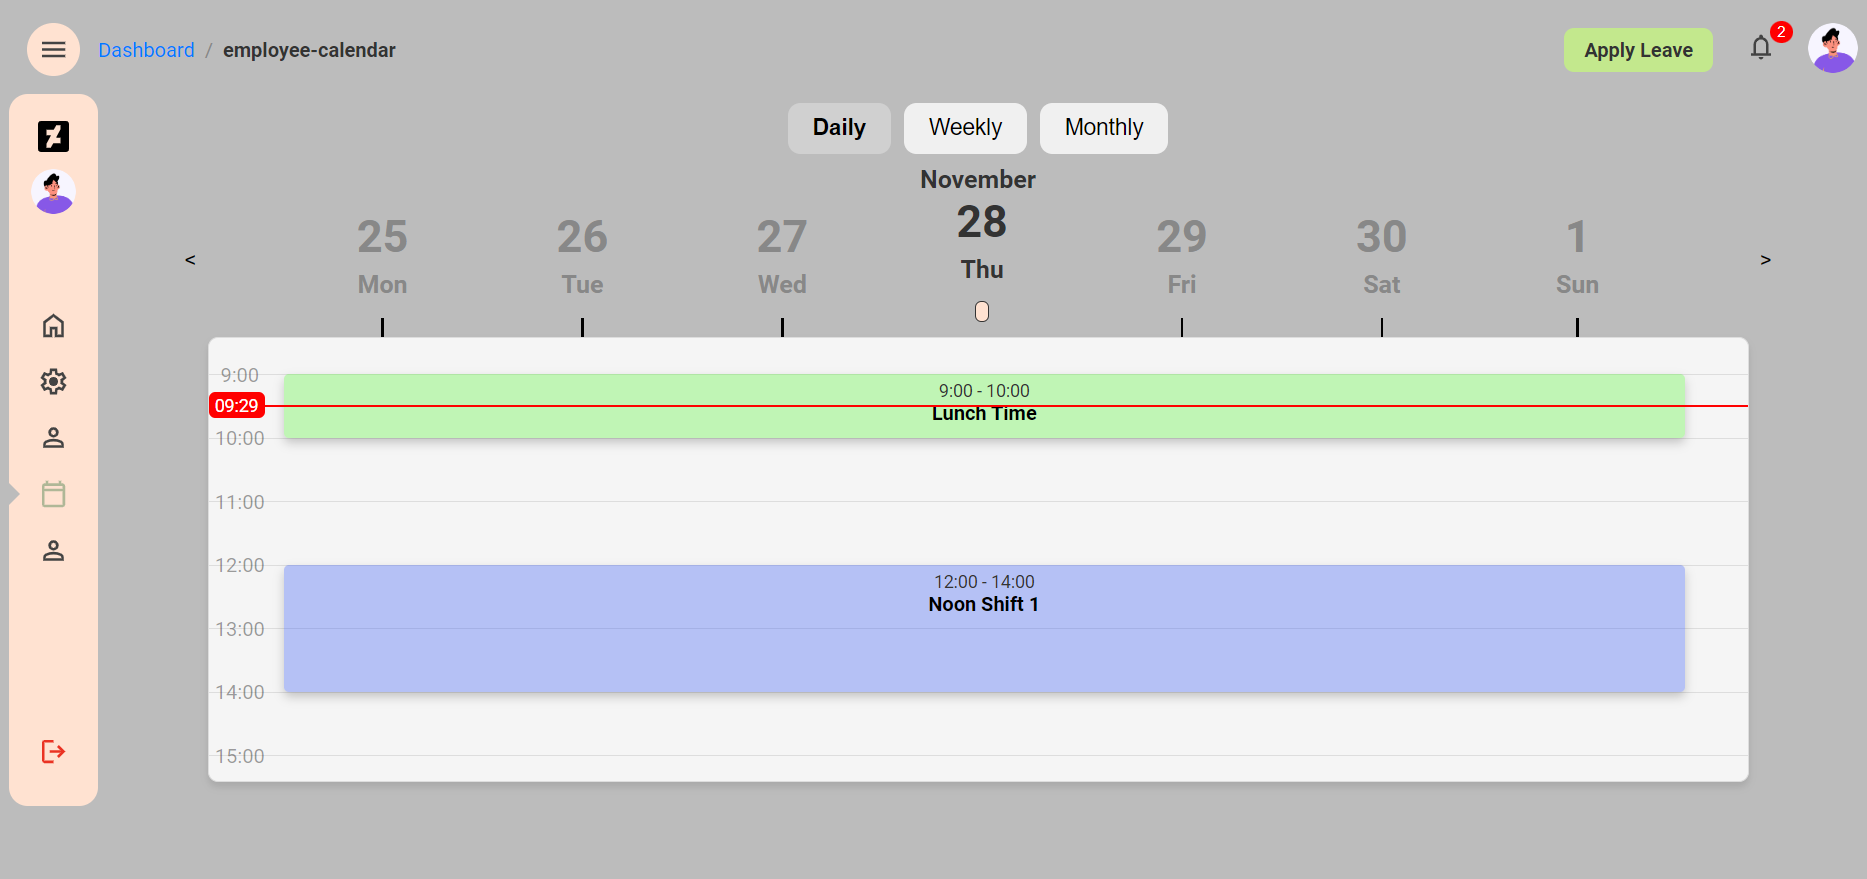 Dashboard / employee-calendar
Apply Leave
2
Daily Weekly Monthly
November
25 26 27 28 29 30 1
Mon Tue Wed Thu Fri Sat Sun
< >
9:00
9:00 - 10:00
09:29
Lunch Time
10:00
11:00
12:00
12:00 - 14:00
Noon Shift 1
13:00
14:00
15:00